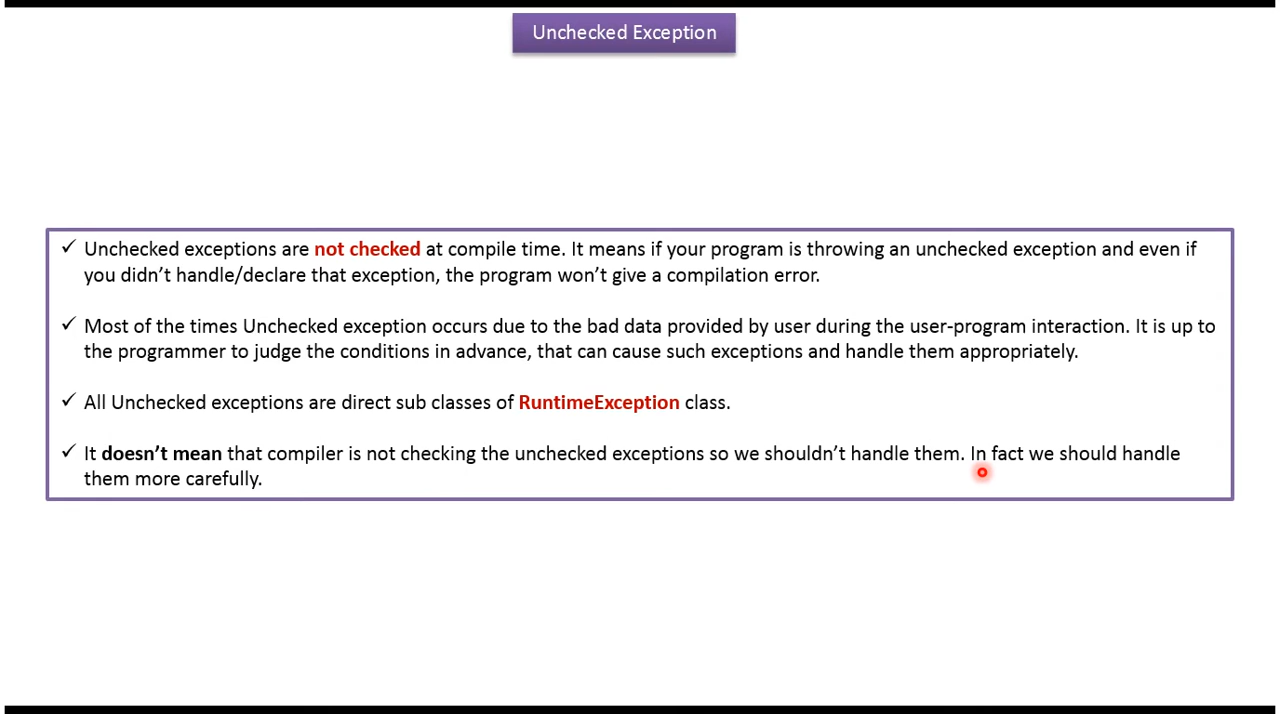 Unchecked Exception
✓ Unchecked exceptions are not checked at compile time. It means if your program is throwing an unchecked exception and even if
you didn’t handle/declare that exception, the program won’t give a compilation error.
✓ Most of the times Unchecked exception occurs due to the bad data provided by user during the user-program interaction. It is up to
the programmer to judge the conditions in advance, that can cause such exceptions and handle them appropriately.
✓ All Unchecked exceptions are direct sub classes of RuntimeException class.
✓ It doesn’t mean that compiler is not checking the unchecked exceptions so we shouldn’t handle them. In fact we should handle
them more carefully.